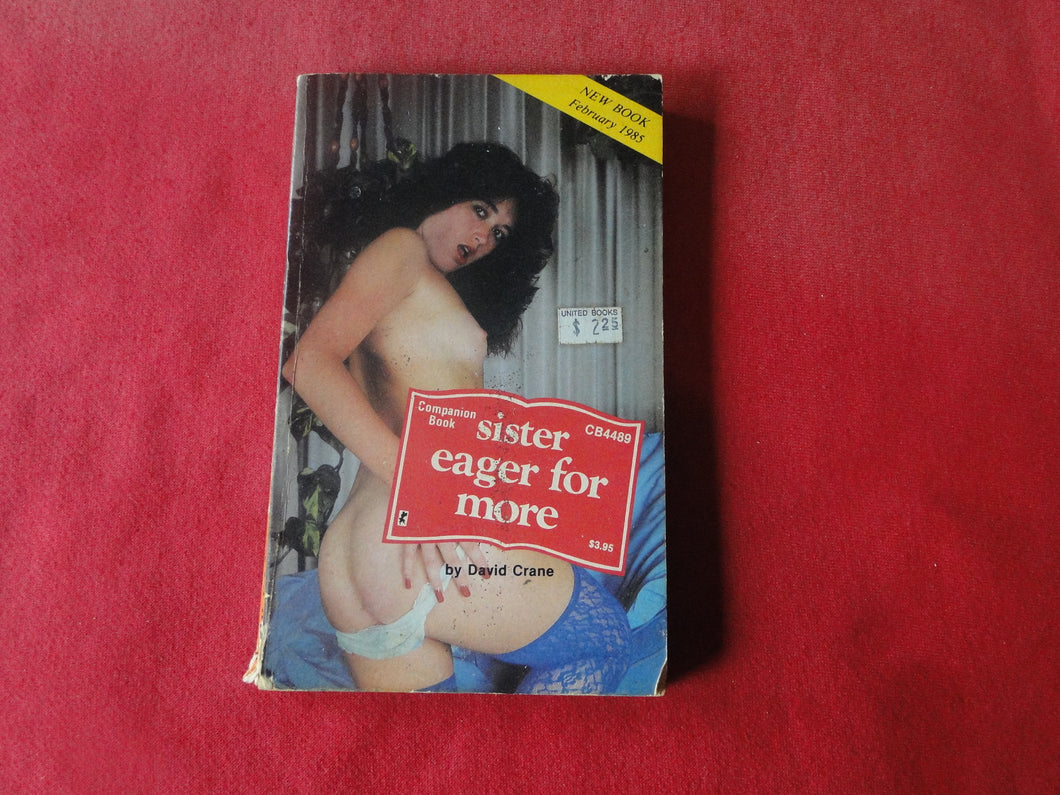 NEW BOOK
February 1985
UNITED BOOKS
$ 2.25
Companion
Book
CB4489
sister
eager for
more
$3.95
by David Crane